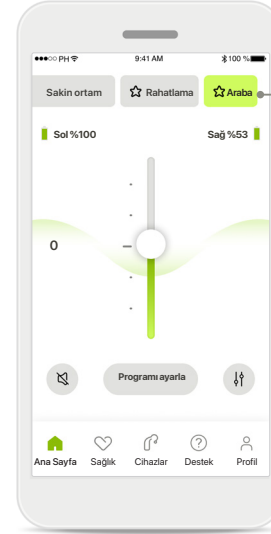 PH 9:41 AM 100 %
Sakin ortam Rahatlama Araba
Sol %100 Sağ %53
0
Programı ayarla
Ana Sayfa Sağlık Cihazlar Destek Profil